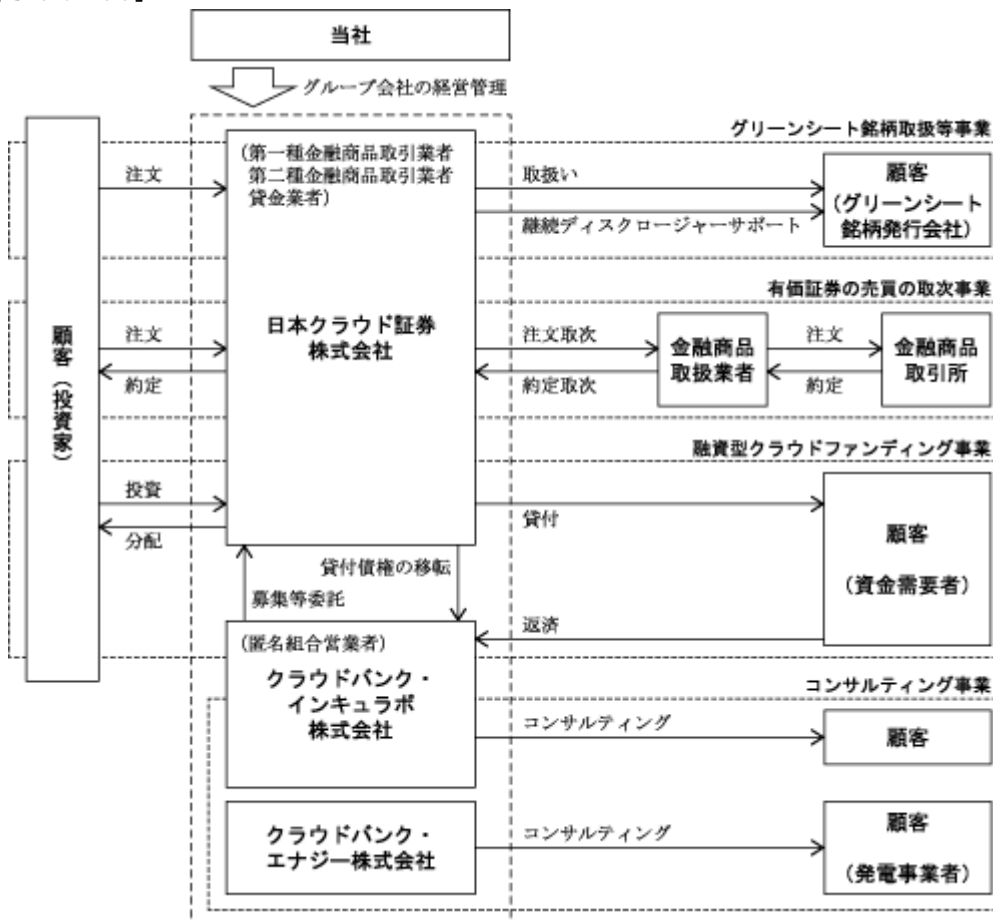 当社
グループ会社の経営管理
グリーンシート銘柄取扱等事業
(第一種金融商品取引業者
第二種金融商品取引業者
貸金業者)
注文
取扱い
継続ディスクロージャーサポート
顧客
(グリーンシート
銘柄発行会社)
有価証券の売買の取次事業
顧客(投資家)
日本クラウド証券
株式会社
注文
約定
注文取次
約定取次
金融商品
取扱業者
注文
約定
金融商品
取引所
融資型クラウドファンディング事業
投資
分配
貸付
顧客
(資金需要者)
貸付債権の移転
募集等委託
返済
(匿名組合営業者)
クラウドバンク・
インキュラボ
株式会社
コンサルティング事業
コンサルティング
顧客
クラウドバンク・
エナジー株式会社
コンサルティング
顧客
(発電事業者)